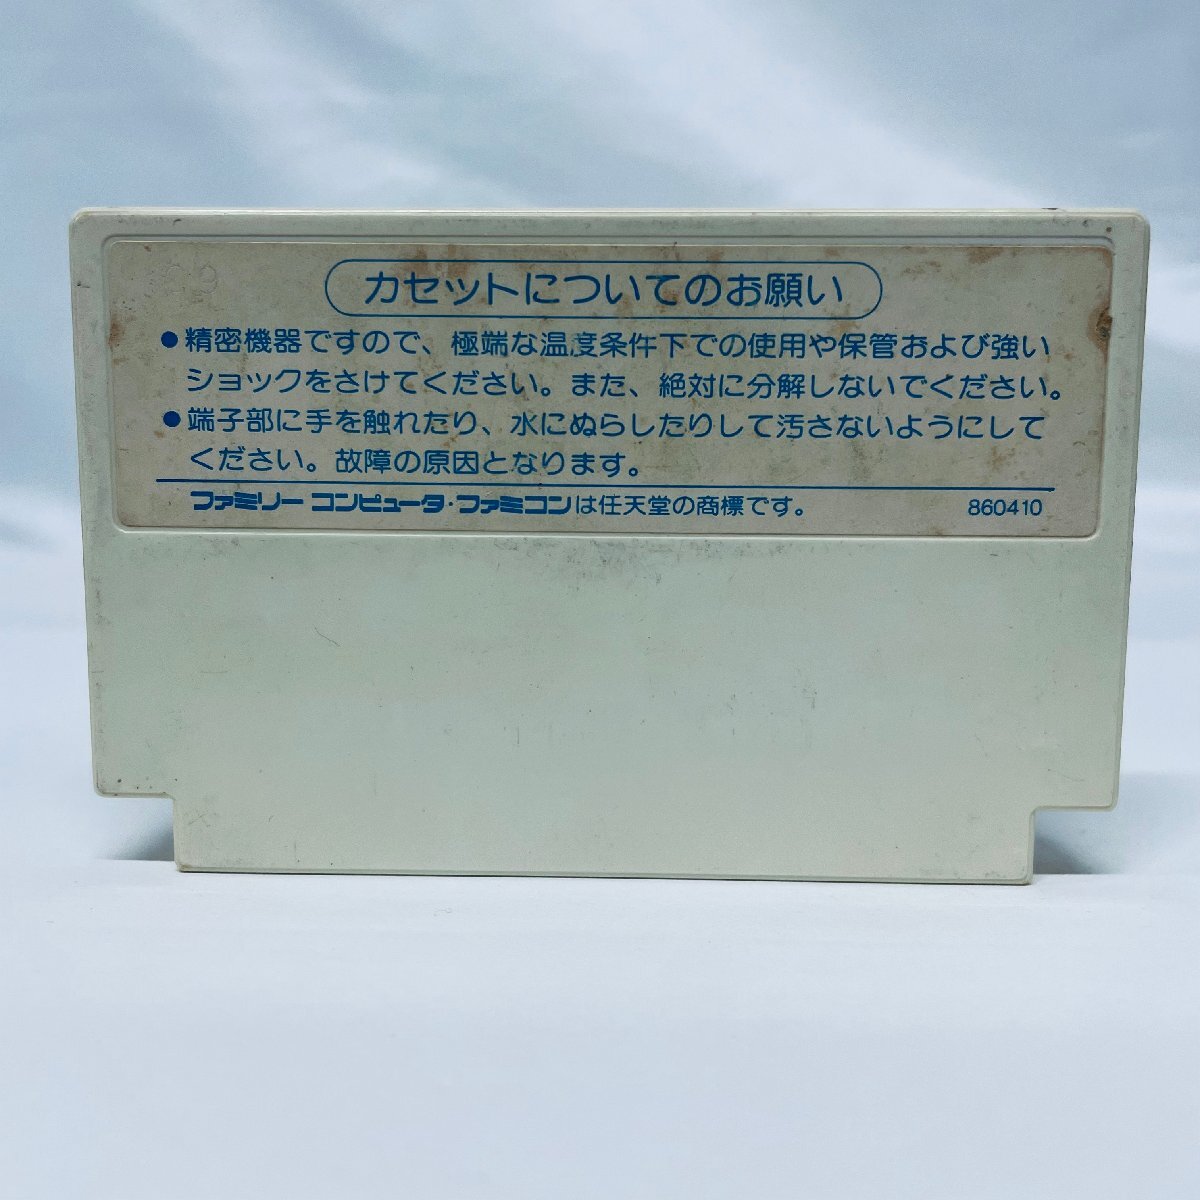 カセットについてのお願い
●精密機器ですので、極端な温度条件下での使用や保管および強い
ショックをさけてください。また、絶対に分解しないでください。
●端子部に手を触れたり、水にぬらしたりして汚さないようにして
ください。故障の原因となります。
ファミリーコンピュータ・ファミコンは任天堂の商標です。 860410